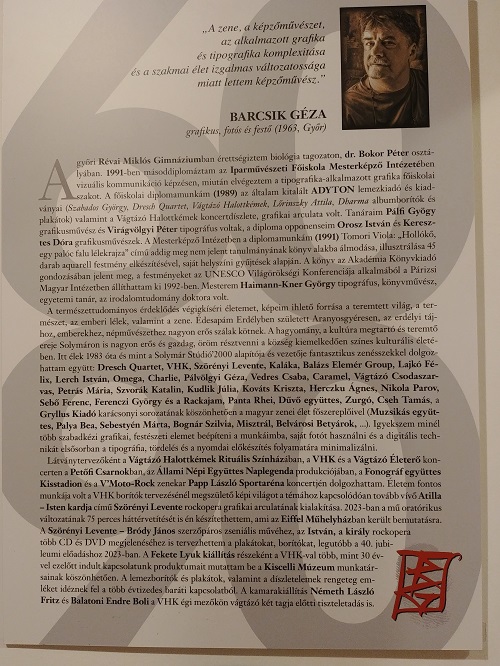 „A zene, a képzőművészet,
az alkalmazott grafika
és tipografika komplexitása
és a szakmai élet izgalmas változatossága
miatt lettem képzőművész.”
BARCSIK GÉZA
grafikus, fotós és festő (1963, Győr)
A győri Révai Miklós Gimnáziumban érettségiztem biológia tagozaton, dr. Bokor Péter osztá-
lyában. 1991-ben másoddiplomáztam az Iparművészeti Főiskola Mesterképző Intézetében
vizuális kommunikáció képzésen, miután elvégeztem a tipografika-alkalmazott grafika főiskolai
szakot. A főiskolai diplomamunkám (1989) az általam kitalált ADYTON lemezkiadó és kiad-
ványai (Szabados György, Dresch Quartet, Vágtázó Halottkémek, Lőrinszky Attila, Dharma albumborítók és
plakátok) valamint a Vágtázó Halottkémek koncertdíszlete, grafikai arculata volt. Tanáraim Pálfi György
grafikusművész és Virágvölgyi Péter tipográfus voltak, a diploma opponenseim Orosz István és Keresz-
tes Dóra grafikusművészek. A Mesterképző Intézetben a diplomamunkám (1991) Tomori Viola: „Hollókő,
egy palóc falu lélekrajza” című addig meg nem jelent tanulmányának könyv alakba álmodása, illusztrálása 45
darab aquarell festmény elkészítésével, saját helyszíni gyűjtések alapján. A könyv az Akadémia Könyvkiadó
gondozásában jelent meg, a festményeket az UNESCO Világörökségi Konferenciája alkalmából a Párizsi
Magyar Intézetben állíthattam ki 1992-ben. Mesterem Haimann-Kner György tipográfus, könyvművész,
egyetemi tanár, az irodalomtudomány doktora volt.
A természettudományos érdeklődés végigkíséri életemet, képeim ihlető forrása a teremtett világ, a ter-
mészet, az emberi lélek, valamint a zene. Édesapám Erdélyben született Aranyosgyéresen, az erdélyi táj-
hoz, emberekhez, népművészethez nagyon erős szálak kötnek. A hagyomány, a kultúra megtartó és teremtő
ereje Solymáron is nagyon erős és gazdag, öröm résztvenni a község kiemelkedően színes kulturális életé-
ben. Itt élek 1983 óta és mint a Solymár Stúdió'2000 alapítója és vezetője fantasztikus zenészekkel dolgoz-
hattam együtt: Dresch Quartet, VHK, Szörényi Levente, Kaláka, Balázs Elemér Group, Lajkó Fé-
lix, Lerch István, Omega, Charlie, Pálvölgyi Géza, Vedres Csaba, Caramel, Vágtázó Csodaszar-
vas, Petrás Mária, Szvorák Katalin, Kudlik Júlia, Kováts Kriszta, Herczku Ágnes, Nikola Parov,
Sebő Ferenc, Ferenczi György és a Rackajam, Panta Rhei, Dűvő együttes, Zurgó, Cseh Tamás, a
Gryllus Kiadó karácsonyi sorozatának köszönhetően a magyar zenei élet főszereplőivel (Muzsikás együt-
tes, Palya Bea, Sebestyén Márta, Bognár Szilvia, Misztrál, Belvárosi Betyárok, ...). Igyekszem minél
több szabadkézi grafikai, festészeti elemet beépíteni a munkáimba, saját fotót használni és a digitális tech-
nikát elsősorban a tipográfia, tördelés és a nyomdai előkészítés folyamatára minimalizálni.
Látványtervezőként a Vágtázó Halottkémek Rituális Színházában, a VHK és a Vágtázó Életerő kon-
certen a Petőfi Csarnokban, az Állami Népi Együttes Naplegenda produkciójában, a Fonográf együttes
Kisstadion és a V'Moto-Rock zenekar Papp László Sportaréna koncertjén dolgozhattam. Életem fontos
munkája volt a VHK borítók tervezésénél megszülető képi világot a témához kapcsolódóan tovább vivő Atilla
– Isten kardja című Szörényi Levente rockopera grafikai arculatának kialakítása. 2023-ban a mű oratórikus
változatának 75 perces háttérvetítését is én készíthettem, ami az Eiffel Műhelyházban került bemutatásra.
A Szörényi Levente – Bródy János szerzőpáros zseniális művéhez, az István, a király rockopera
több CD és DVD megjelenéséhez is tervezhettem a plakátokat, borítókat, legutóbb a 40. jubi-
leumi előadáshoz 2023-ban. A Fekete Lyuk kiállítás részeként a VHK-val több, mint 30 év-
vel ezelőtt indult kapcsolatunk produktumait mutattam be a Kiscelli Múzeum munkatár-
sainak köszönhetően. A lemezborítók és plakátok, valamint a díszletelemek rengeteg em-
léket idéznek fel a több évtizedes baráti kapcsolatból. A kamarakiállítás Németh László
Fritz és Balatoni Endre Boli a VHK égi mezőkön vágtázó két tagja előtti tiszteletadás is.